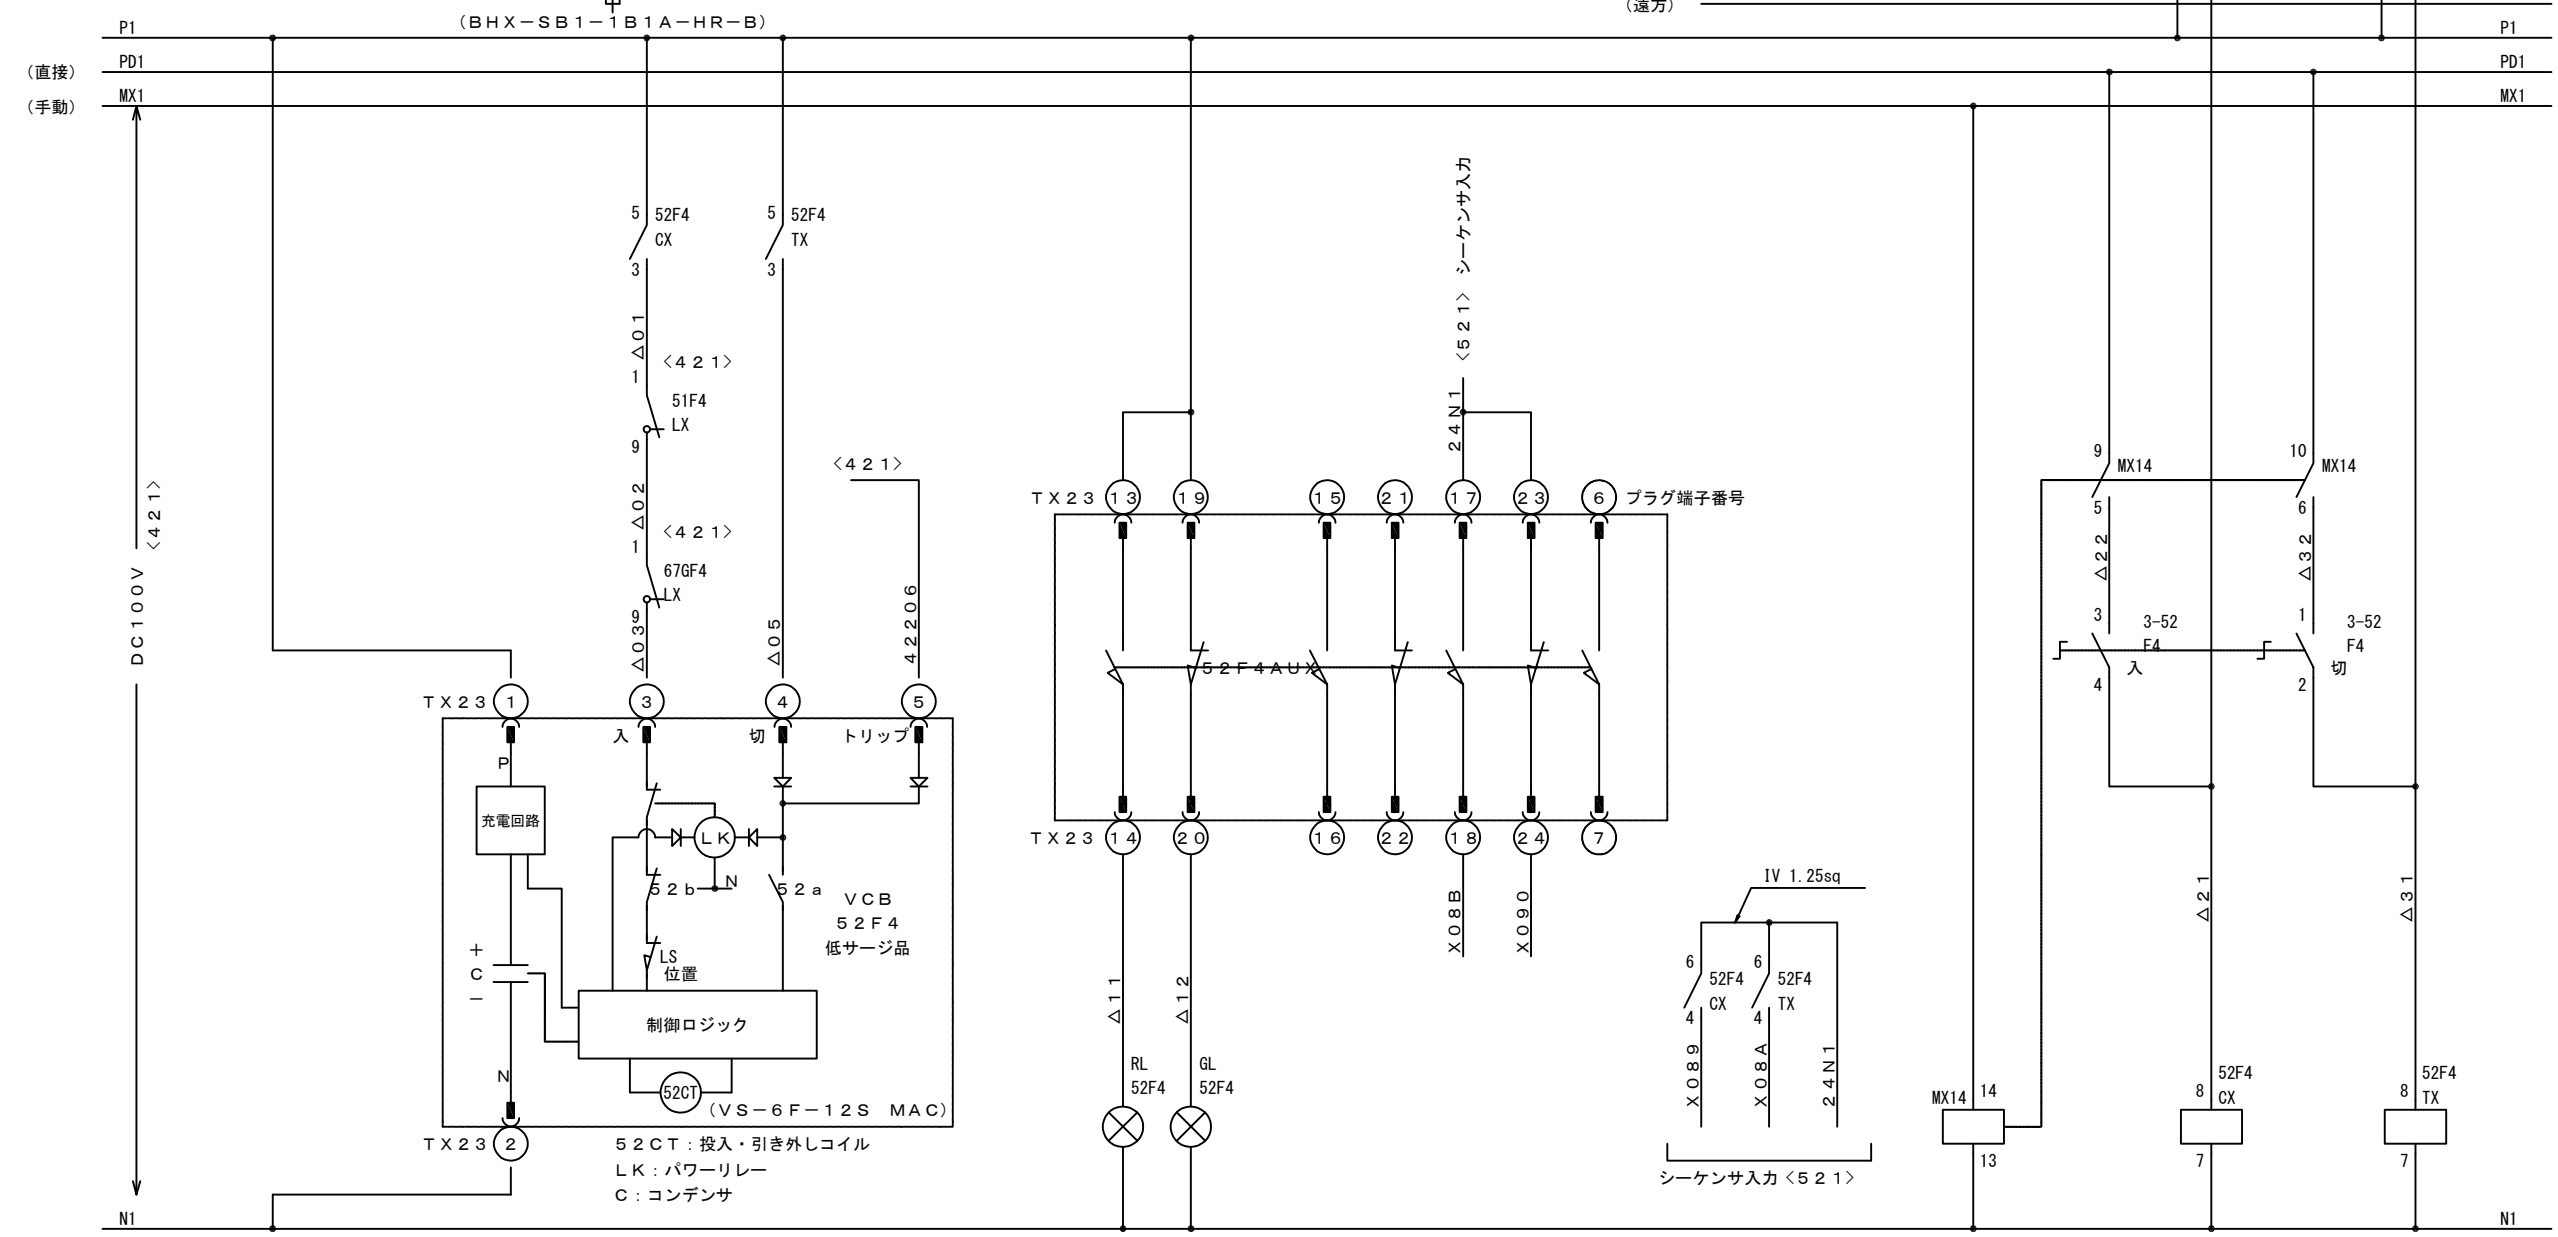 (BHX-SB1-1B1A-HR-B)
(遠方)
P1
P1
(直接)
PD1
PD1
(手動)
MX1
MX1
DC100V
<421>
5
52F4
CX
3
5
52F4
TX
3
△01
<421>
1
51F4
LX
9
△02
<421>
1
67GF4
LX
9
△03
△05
<421>
42206
<521> シーケンサ入力
24N1
TX23
13
19
15
21
17
23
6
プラグ端子番号
52F4AUX
TX23
14
20
16
22
18
24
7
X08B
X090
△11
△12
RL
52F4
GL
52F4
TX23
1
3
4
5
入
切
トリップ
P
充電回路
LK
N
52b
52a
VCB
52F4
低サージ品
LS
位置
+
C
-
制御ロジック
N
52CT
(VS-6F-12S MAC)
TX23
2
52CT:投入・引き外しコイル
LK:パワーリレー
C:コンデンサ
IV 1.25sq
6
52F4
CX
4
6
52F4
TX
4
X089
X08A
24N1
シーケンサ入力<521>
9
MX14
5
10
MX14
6
△22
△32
3
3-52
F4
入
4
1
3-52
F4
切
2
△21
△31
MX14
14
13
8
52F4
CX
7
8
52F4
TX
7
N1
N1